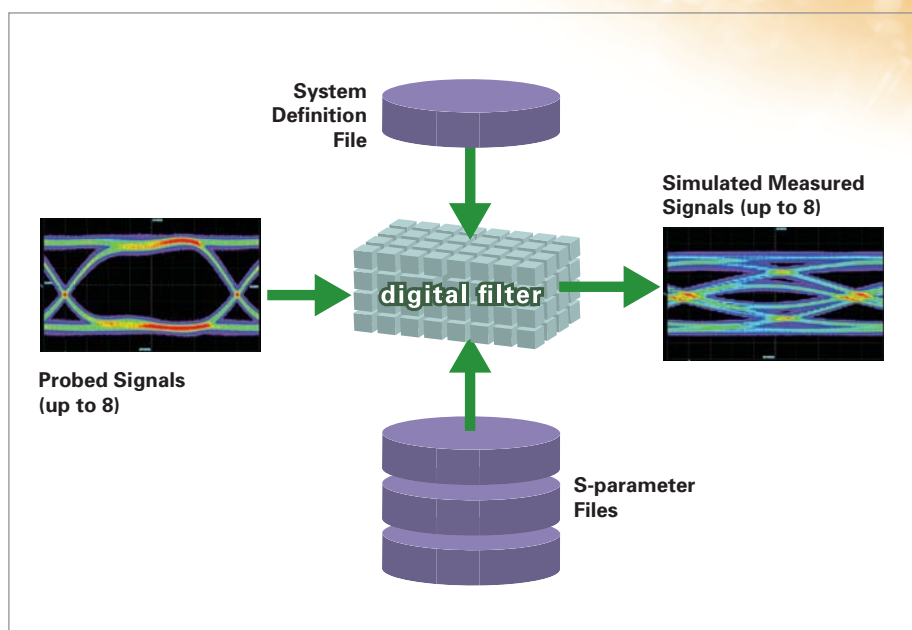 System
Definition
File
Simulated Measured
Signals (up to 8)
digital filter
Probed Signals
(up to 8)
S-parameter
Files